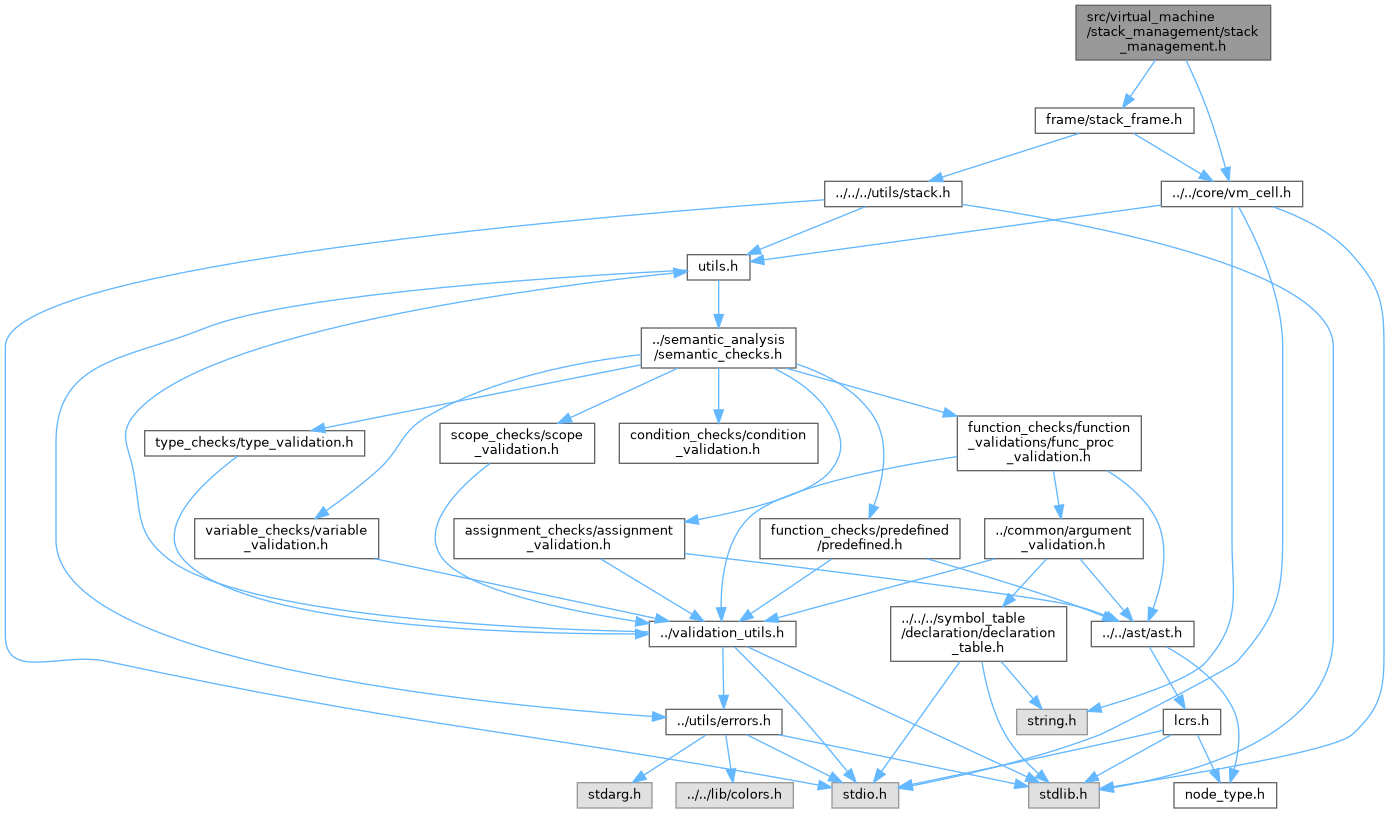 src/virtual_machine
/stack_management/stack
_management.h
frame/stack_frame.h
../../../utils/stack.h
../../core/vm_cell.h
utils.h
../semantic_analysis
/semantic_checks.h
type_checks/type_validation.h
scope_checks/scope
_validation.h
condition_checks/condition
_validation.h
function_checks/function
_validations/func_proc
_validation.h
variable_checks/variable
_validation.h
assignment_checks/assignment
_validation.h
function_checks/predefined
/predefined.h
../common/argument
_validation.h
../validation_utils.h
../../../symbol_table
/declaration/declaration
_table.h
../../ast/ast.h
../utils/errors.h
string.h
lcrs.h
stdarg.h
../../lib/colors.h
stdio.h
stdlib.h
node_type.h